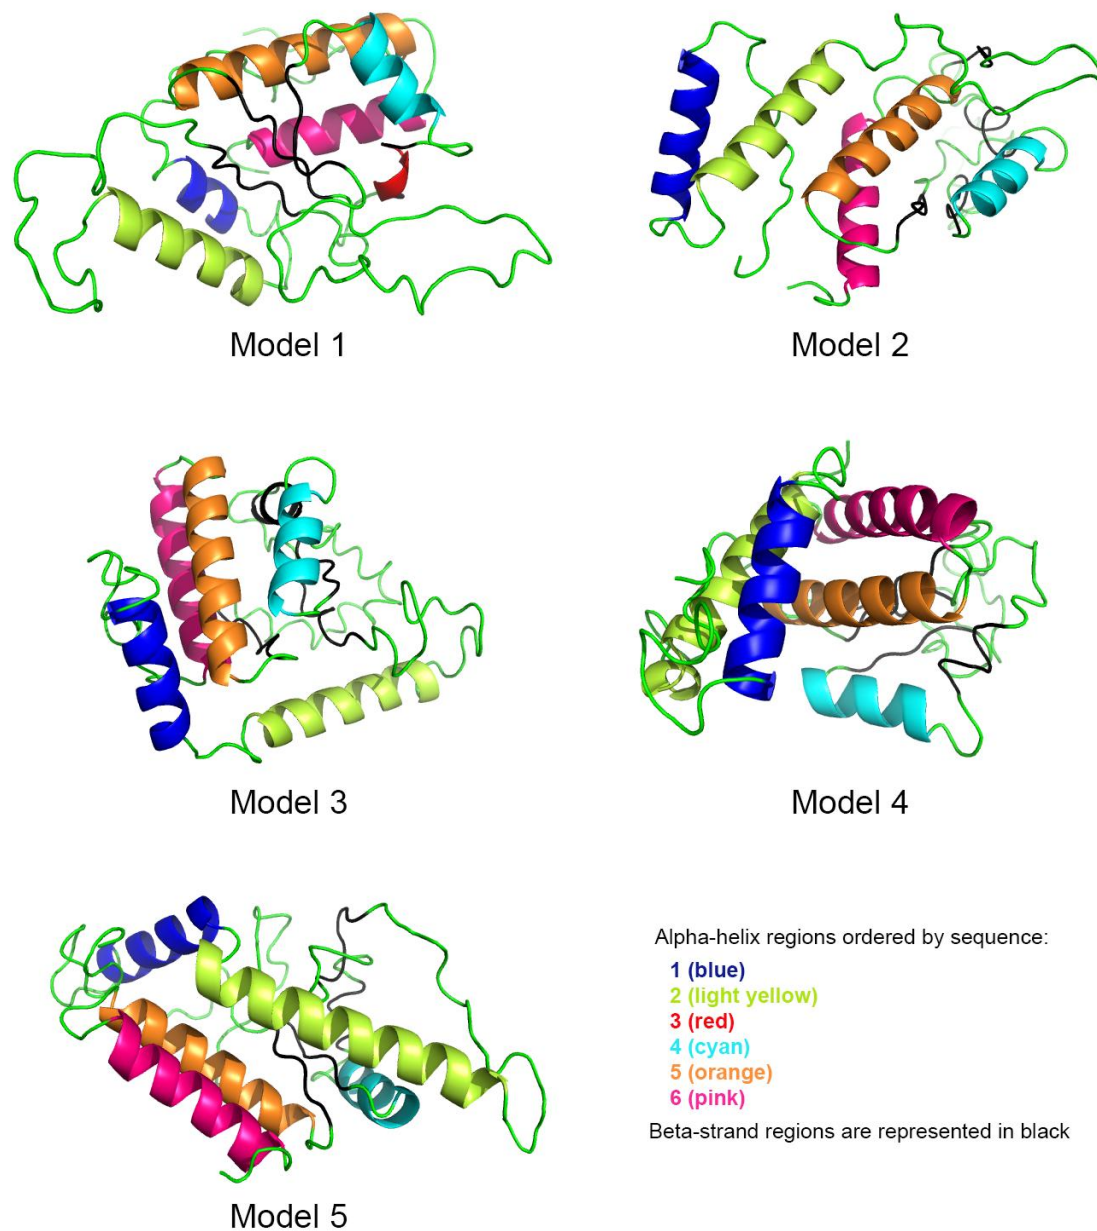 Model 1
Model 2
Model 3
Model 4
Model 5
Alpha-helix regions ordered by sequence:
1 (blue)
2 (light yellow)
3 (red)
4 (cyan)
5 (orange)
6 (pink)
Beta-strand regions are represented in black